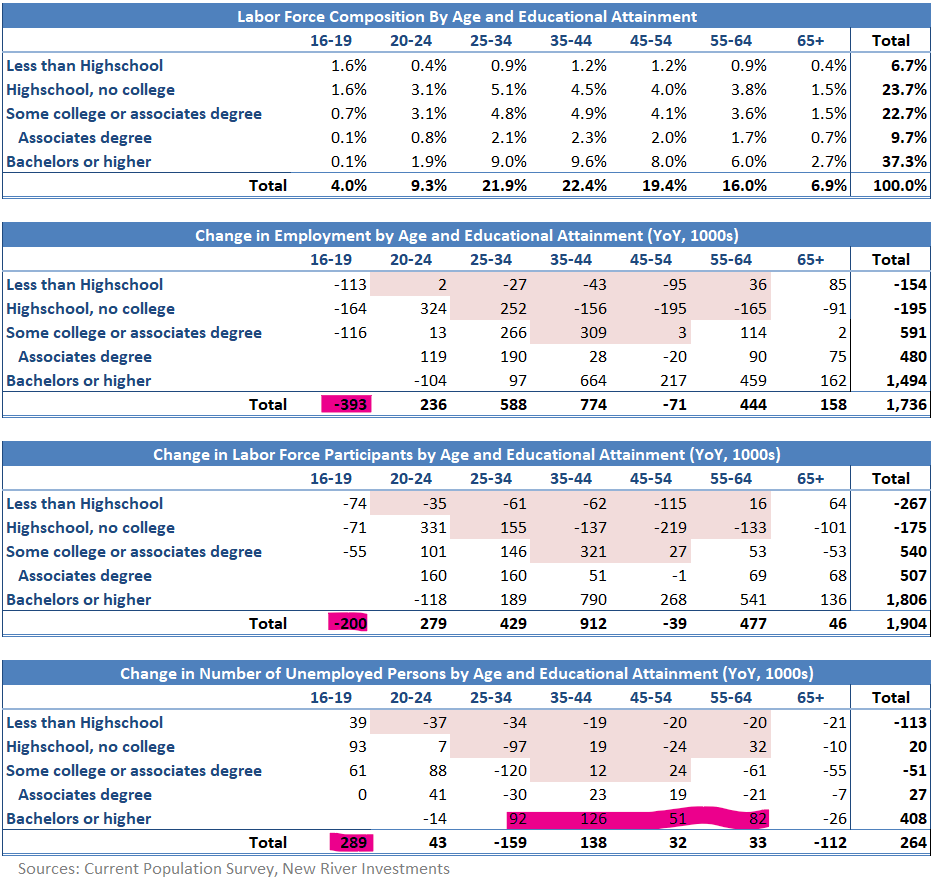 Labor Force Composition By Age and Educational Attainment
16-19 20-24 25-34 35-44 45-54 55-64 65+ Total
Less than Highschool 1.6% 0.4% 0.9% 1.2% 1.2% 0.9% 0.4% 6.7%
Highschool, no college 1.6% 3.1% 5.1% 4.5% 4.0% 3.8% 1.5% 23.7%
Some college or associates degree 0.7% 3.1% 4.8% 4.9% 4.1% 3.6% 1.5% 22.7%
Associates degree 0.1% 0.8% 2.1% 2.3% 2.0% 1.7% 0.7% 9.7%
Bachelors or higher 0.1% 1.9% 9.0% 9.6% 8.0% 6.0% 2.7% 37.3%
Total 4.0% 9.3% 21.9% 22.4% 19.4% 16.0% 6.9% 100.0%
Change in Employment by Age and Educational Attainment (YoY, 1000s)
16-19 20-24 25-34 35-44 45-54 55-64 65+ Total
Less than Highschool -113 2 -27 -43 -95 36 85 -154
Highschool, no college -164 324 252 -156 -195 -165 -91 -195
Some college or associates degree -116 13 266 309 3 114 2 591
Associates degree 119 190 28 -20 90 75 480
Bachelors or higher -104 97 664 217 459 162 1,494
Total -393 236 588 774 -71 444 158 1,736
Change in Labor Force Participants by Age and Educational Attainment (YoY, 1000s)
16-19 20-24 25-34 35-44 45-54 55-64 65+ Total
Less than Highschool -74 -35 -61 -62 -115 16 64 -267
Highschool, no college -71 331 155 -137 -219 -133 -101 -175
Some college or associates degree -55 101 146 321 27 53 -53 540
Associates degree 160 160 51 -1 69 68 507
Bachelors or higher -118 189 790 268 541 136 1,806
Total -200 279 429 912 -39 477 46 1,904
Change in Number of Unemployed Persons by Age and Educational Attainment (YoY, 1000s)
16-19 20-24 25-34 35-44 45-54 55-64 65+ Total
Less than Highschool 39 -37 -34 -19 -20 -20 -21 -113
Highschool, no college 93 7 -97 19 -24 32 -10 20
Some college or associates degree 61 88 -120 12 24 -61 -55 -51
Associates degree 0 41 -30 23 19 -21 -7 27
Bachelors or higher -14 92 126 51 82 -26 408
Total 289 43 -159 138 32 33 -112 264
Sources: Current Population Survey, New River Investments